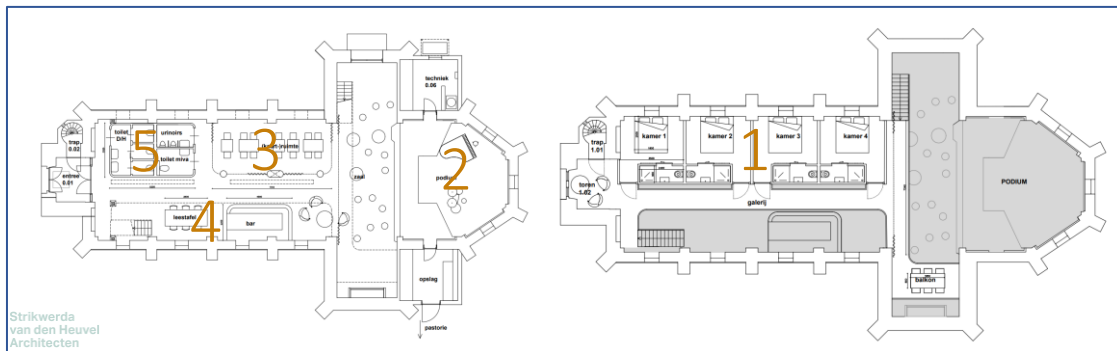 techniek
0.06
toilet
D/H
urinoirs
trap
0.02
5
toilet miva
3
ruimte
zaal
2
podium
entree
0.01
leestafel
4
bar
opslag
pastorie
Strikwerda
van den Heuvel
Architecten
kamer 1
kamer 2
1
kamer 3
kamer 4
trap
1.01
toren
1.02
galerij
PODIUM
balkon